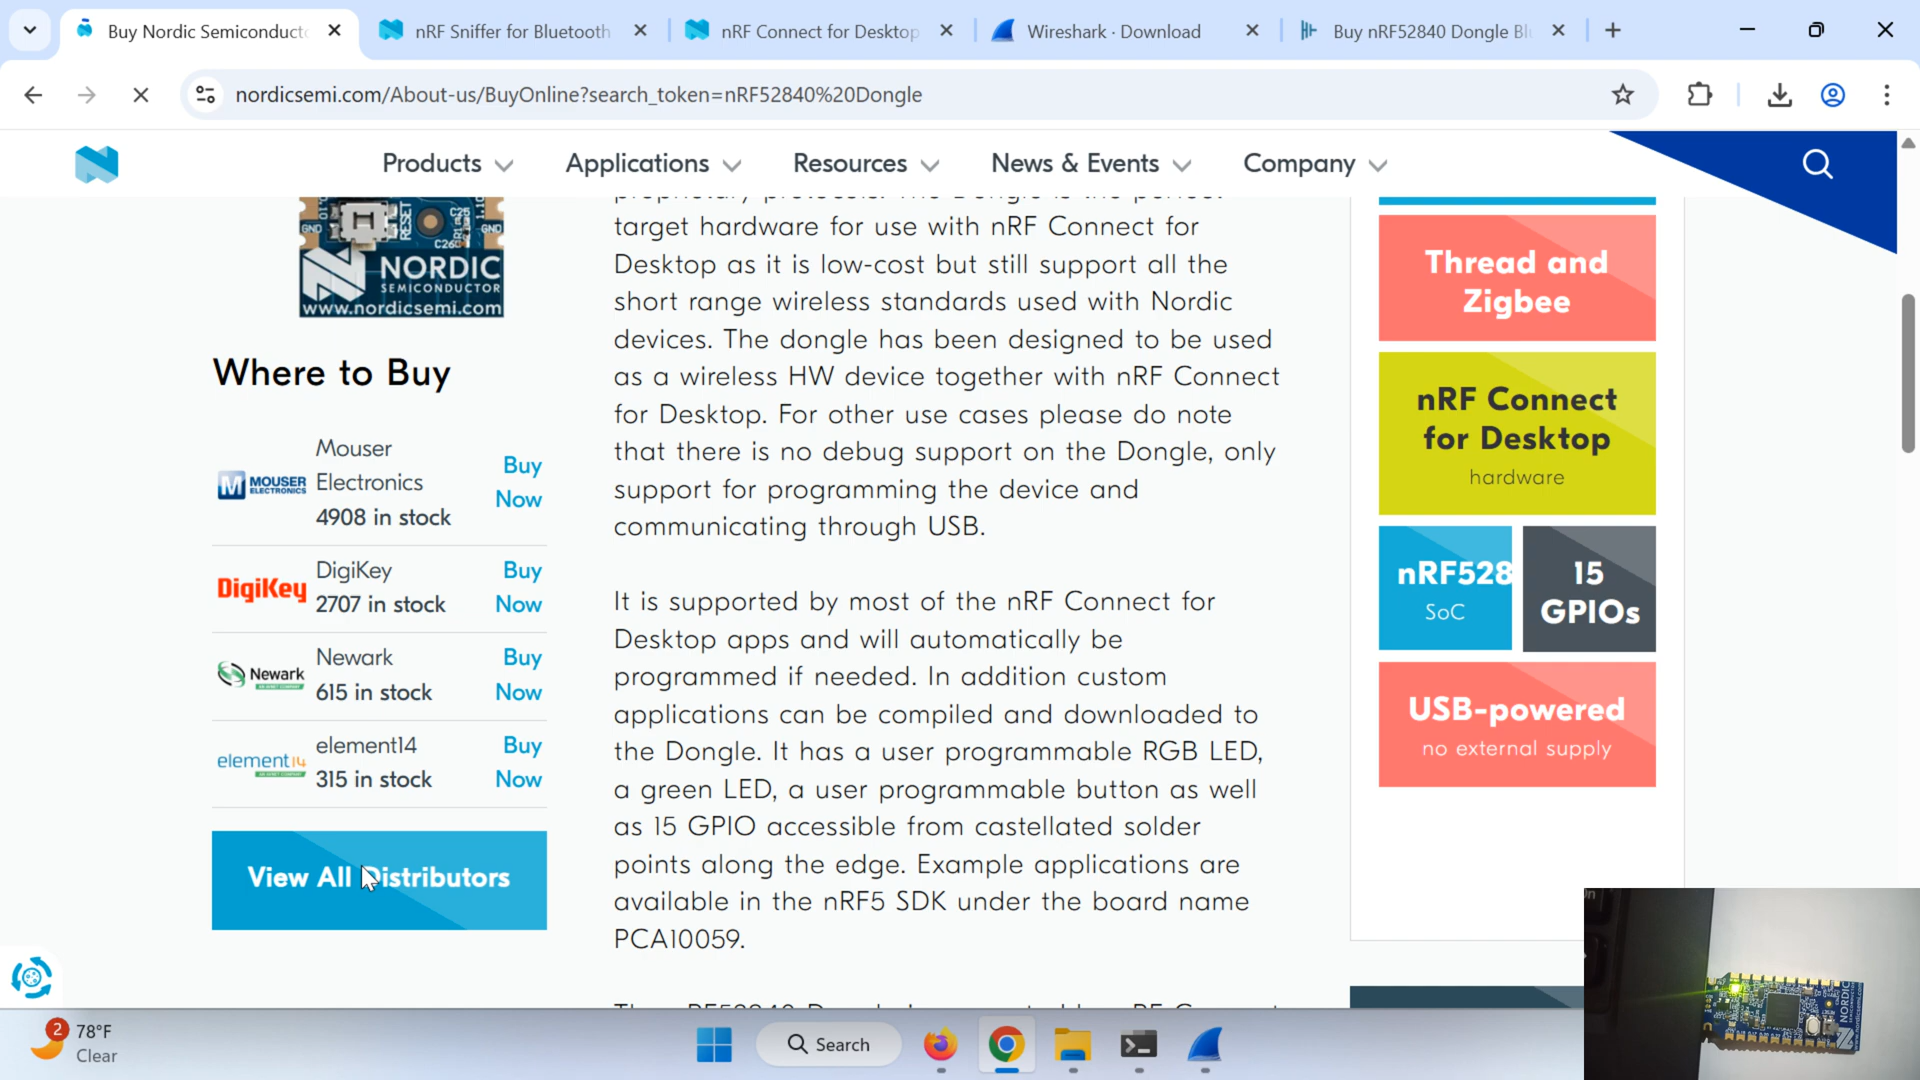 Buy Nordic Semiconducto
nRF Sniffer for Bluetooth
nRF Connect for Desktop
Wireshark · Download
Buy nRF52840 Dongle Bl
nordicsemi.com/About-us/BuyOnline?search_token=nRF52840%20Dongle
Products
Applications
Resources
News & Events
Company
GND
RESET
GND
NORDIC
SEMICONDUCTOR
www.nordicsemi.com
Where to Buy
MOUSER
ELECTRONICS
Mouser
Electronics
4908 in stock
Buy
Now
DigiKey
DigiKey
2707 in stock
Buy
Now
Newark
Newark
615 in stock
Buy
Now
element14
element14
315 in stock
Buy
Now
View All Distributors
target hardware for use with nRF Connect for
Desktop as it is low-cost but still support all the
short range wireless standards used with Nordic
devices. The dongle has been designed to be used
as a wireless HW device together with nRF Connect
for Desktop. For other use cases please do note
that there is no debug support on the Dongle, only
support for programming the device and
communicating through USB.
It is supported by most of the nRF Connect for
Desktop apps and will automatically be
programmed if needed. In addition custom
applications can be compiled and downloaded to
the Dongle. It has a user programmable RGB LED,
a green LED, a user programmable button as well
as 15 GPIO accessible from castellated solder
points along the edge. Example applications are
available in the nRF5 SDK under the board name
PCA10059.
Thread and
Zigbee
nRF Connect
for Desktop
hardware
nRF528
SoC
15
GPIOs
USB-powered
no external supply
NORDIC
2
78°F
Clear
Search